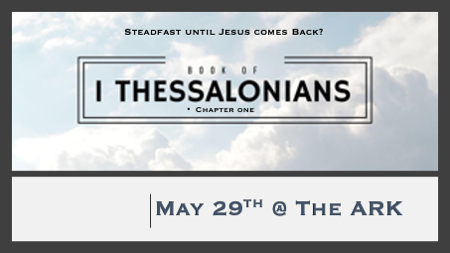 Steadfast until Jesus comes Back?
BOOK OF
I THESSALONIANS
• Chapter one
May 29TH @ The ARK